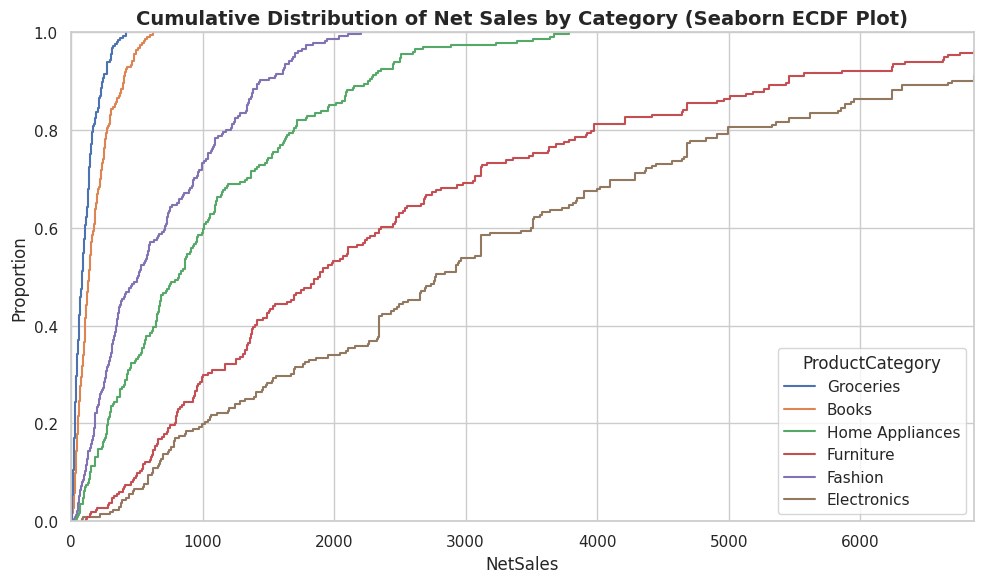 Cumulative Distribution of Net Sales by Category (Seaborn ECDF Plot)
1.0
0.8
0.6
0.4
0.2
0.0
Proportion
0 1000 2000 3000 4000 5000 6000
NetSales
ProductCategory
Groceries
Books
Home Appliances
Furniture
Fashion
Electronics